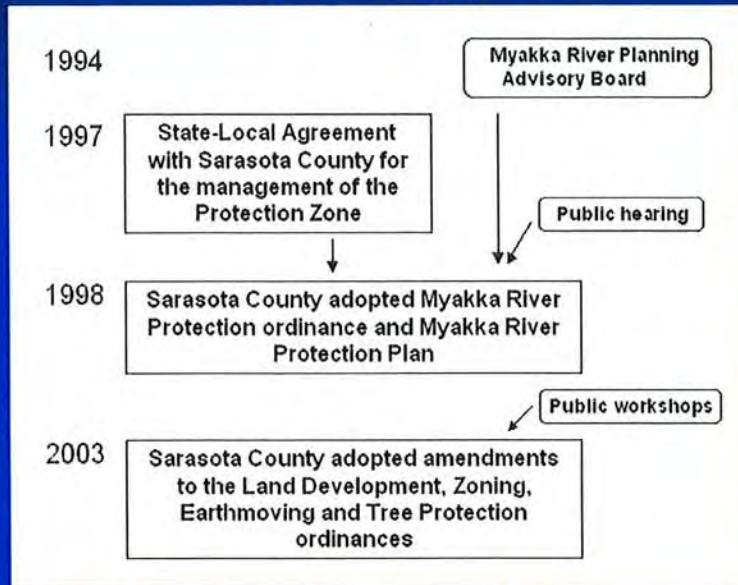 1994
Myakka River Planning
Advisory Board
1997
State-Local Agreement
with Sarasota County for
the management of the
Protection Zone
Public hearing
1998
Sarasota County adopted Myakka River
Protection ordinance and Myakka River
Protection Plan
Public workshops
2003
Sarasota County adopted amendments
to the Land Development, Zoning,
Earthmoving and Tree Protection
ordinances